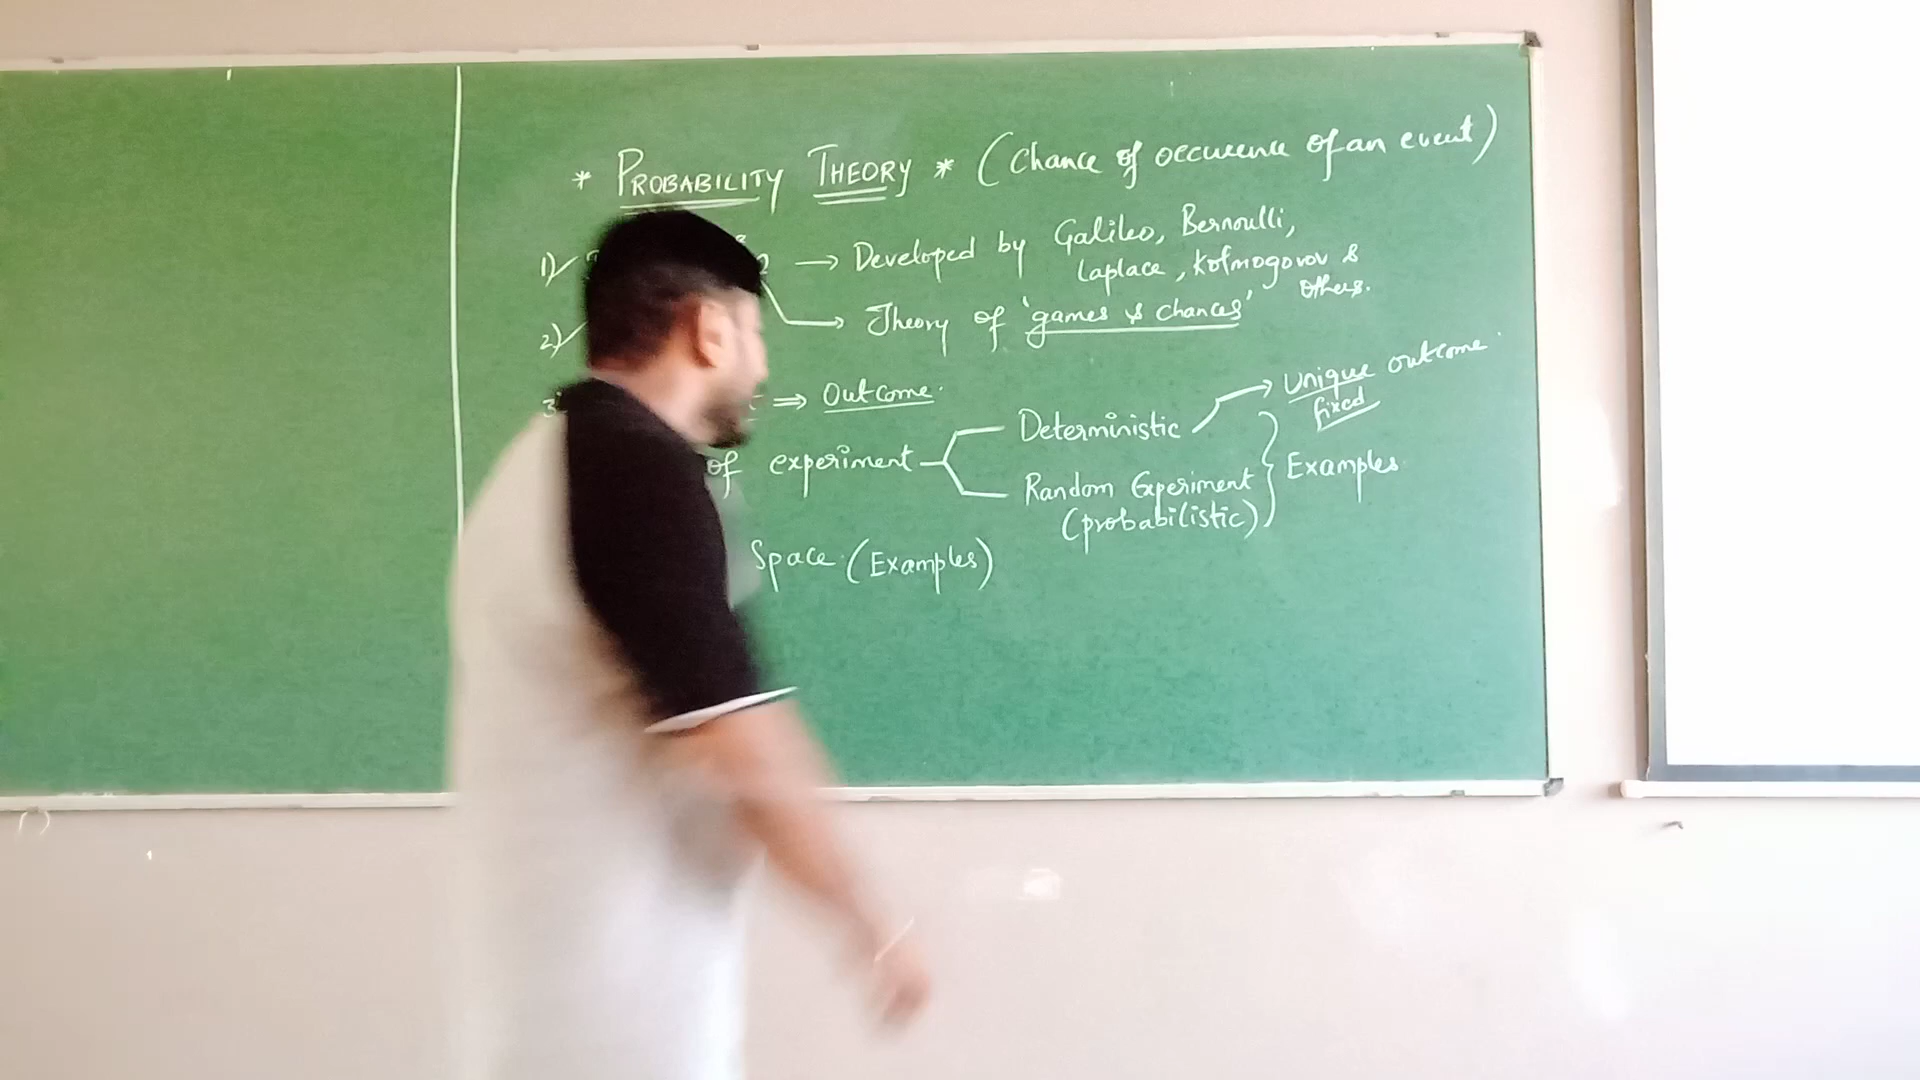 * PROBABILITY THEORY * (Chance of occurence of an event)
1) → Developed by Galileo, Bernoulli,
Laplace, Kolmogorov &
others.
2) → Theory of 'games & chances'
3) ⇒ Outcome.
of experiment Deterministic → Unique outcome
fixed
Random Experiment Examples
(probabilistic)
Space (Examples)